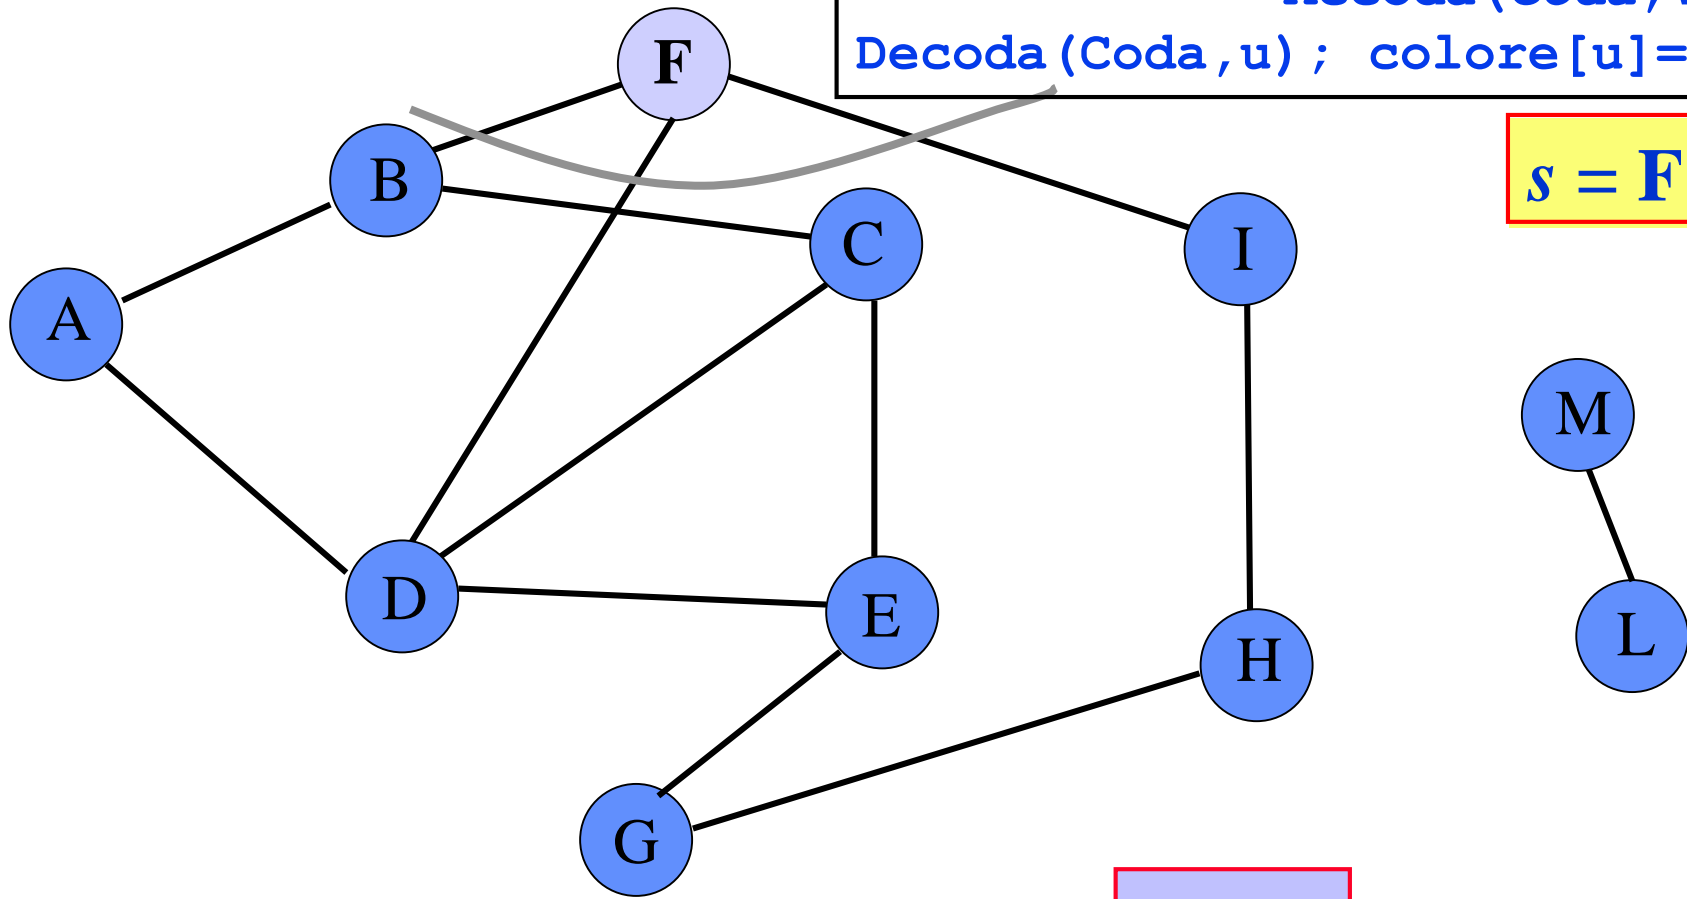 Decoda(Coda,u); colore[u]=
F
s = F
B
C
I
A
M
D
E
H
L
G